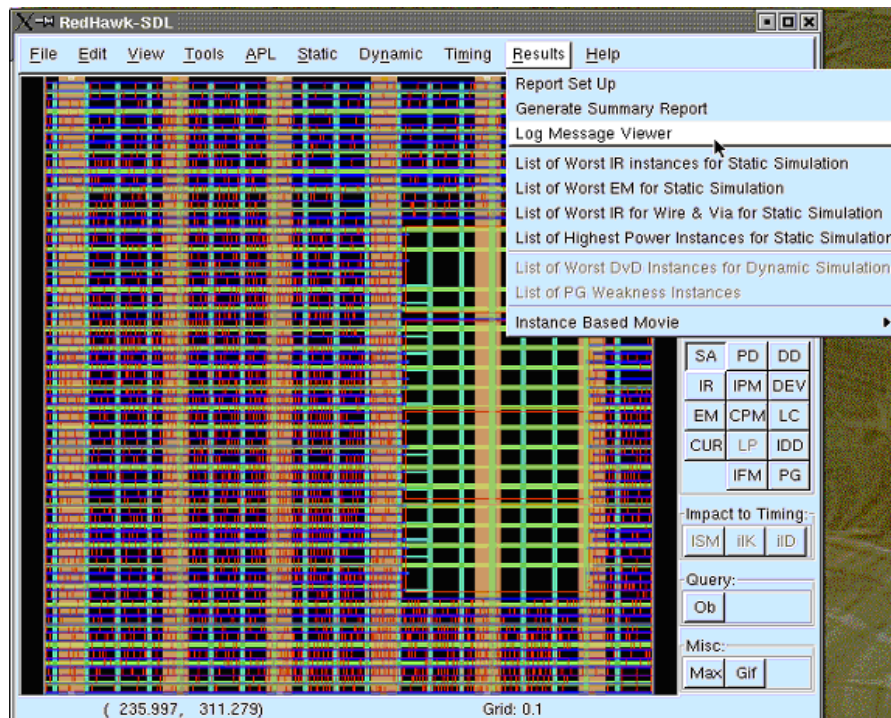 RedHawk-SDL
File Edit View Tools APL Static Dynamic Timing Results Help
Report Set Up
Generate Summary Report
Log Message Viewer
List of Worst IR instances for Static Simulation
List of Worst EM for Static Simulation
List of Worst IR for Wire & Via for Static Simulation
List of Highest Power Instances for Static Simulation
List of Worst DvD Instances for Dynamic Simulation
List of PG Weakness Instances
Instance Based Movie
SA PD DD
IR IPM DEV
EM CPM LC
CUR LP IDD
IFM PG
Impact to Timing:
ISM ilK ilD
Query:
Ob
Misc:
Max Gif
( 235.997, 311.279) Grid: 0.1